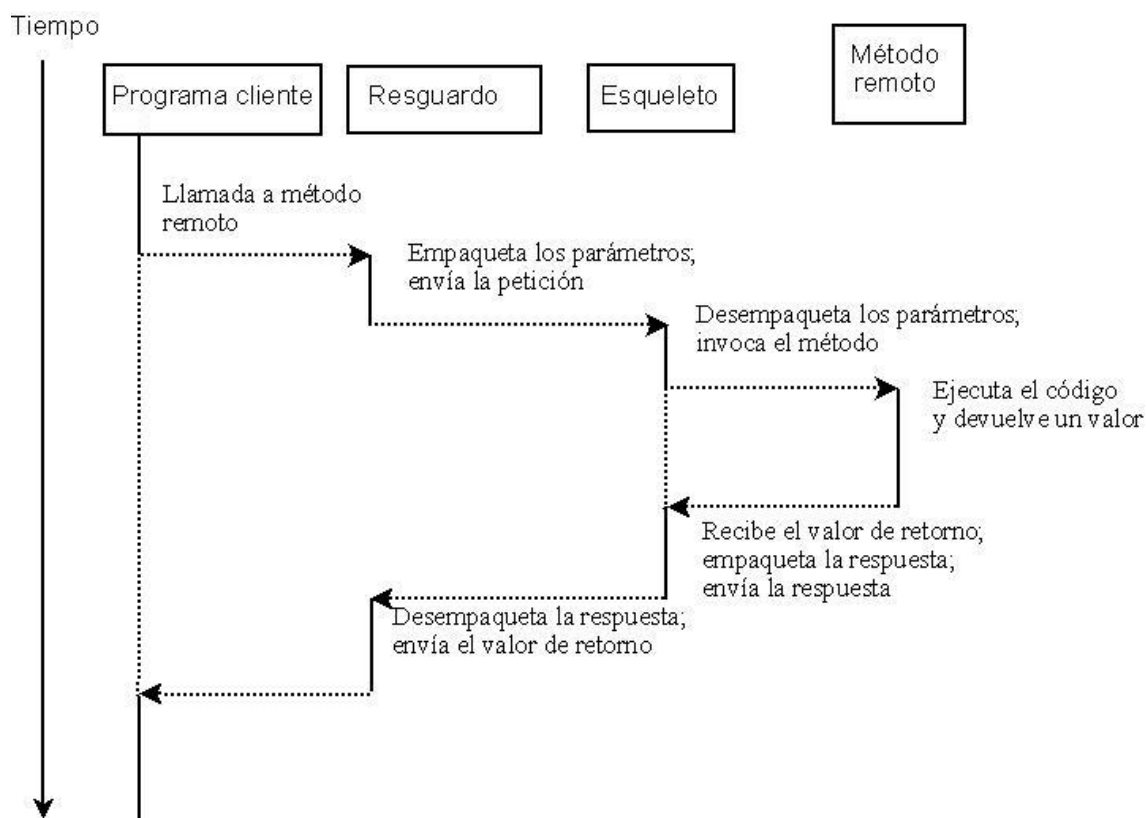 Tiempo
Programa cliente
Resguardo
Esqueleto
Método
remoto
Llamada a método
remoto
Empaqueta los parámetros;
envía la petición
Desempaqueta los parámetros;
invoca el método
Ejecuta el código
y devuelve un valor
Recibe el valor de retorno;
empaqueta la respuesta;
envía la respuesta
Desempaqueta la respuesta;
envía el valor de retorno